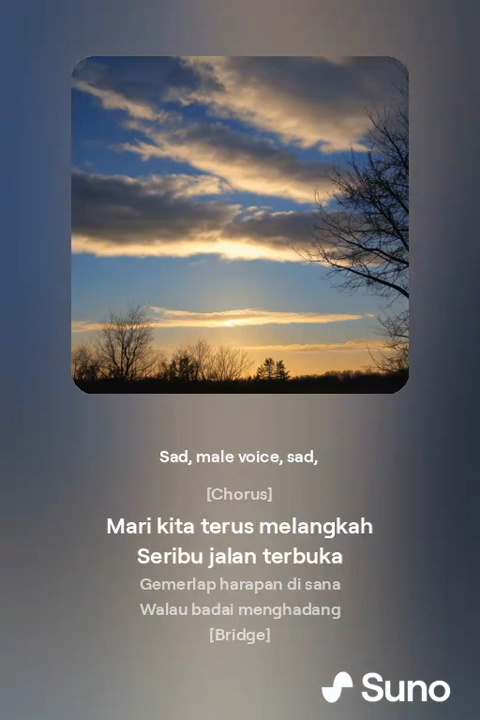 Sad, male voice, sad,
[Chorus]
Mari kita terus melangkah
Seribu jalan terbuka
Gemerlap harapan di sana
Walau badai menghadang
[Bridge]
Suno